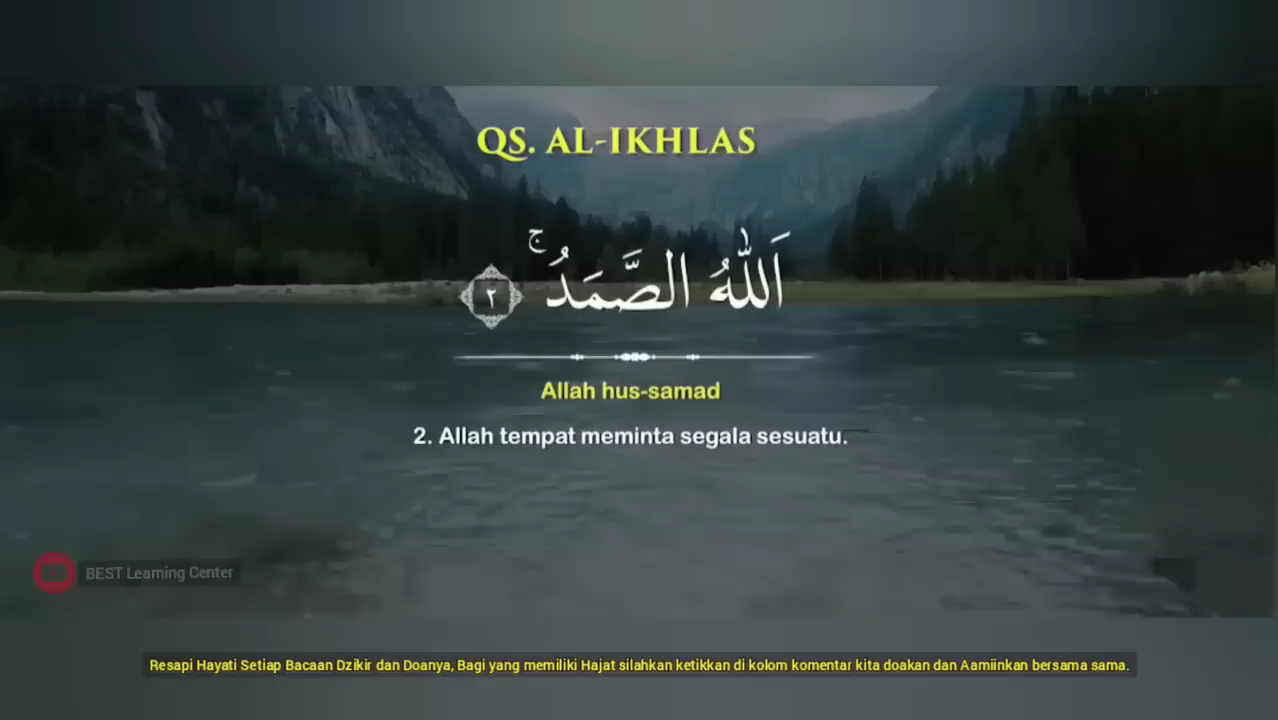 QS. AL-IKHLAS
اَللّٰهُ الصَّمَدُۚ ٢
Allah hus-samad
2. Allah tempat meminta segala sesuatu.
BEST Learning Center
Resapi Hayati Setiap Bacaan Dzikir dan Doanya, Bagi yang memiliki Hajat silahkan ketikkan di kolom komentar kita doakan dan Aamiinkan bersama sama.